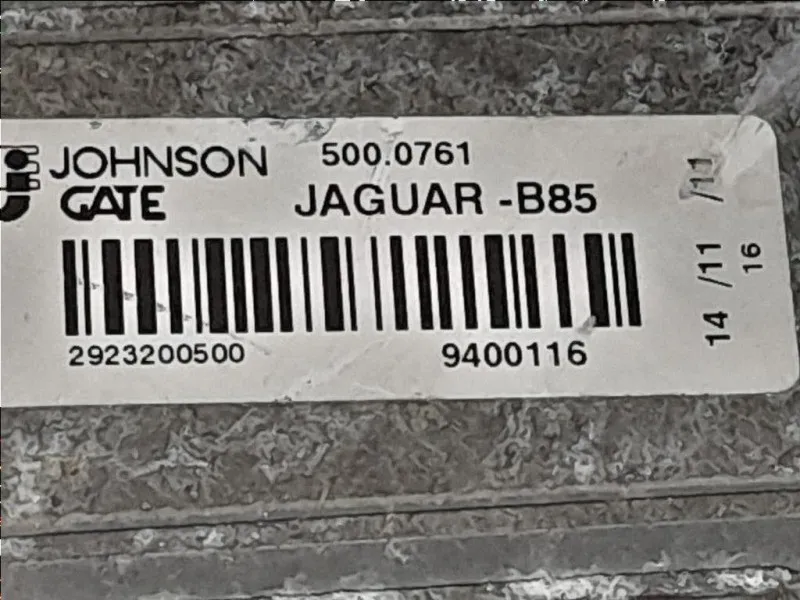 JOHNSON 500.0761
GATE JAGUAR -B85
2923200500 9400116
14 /11 /11
16